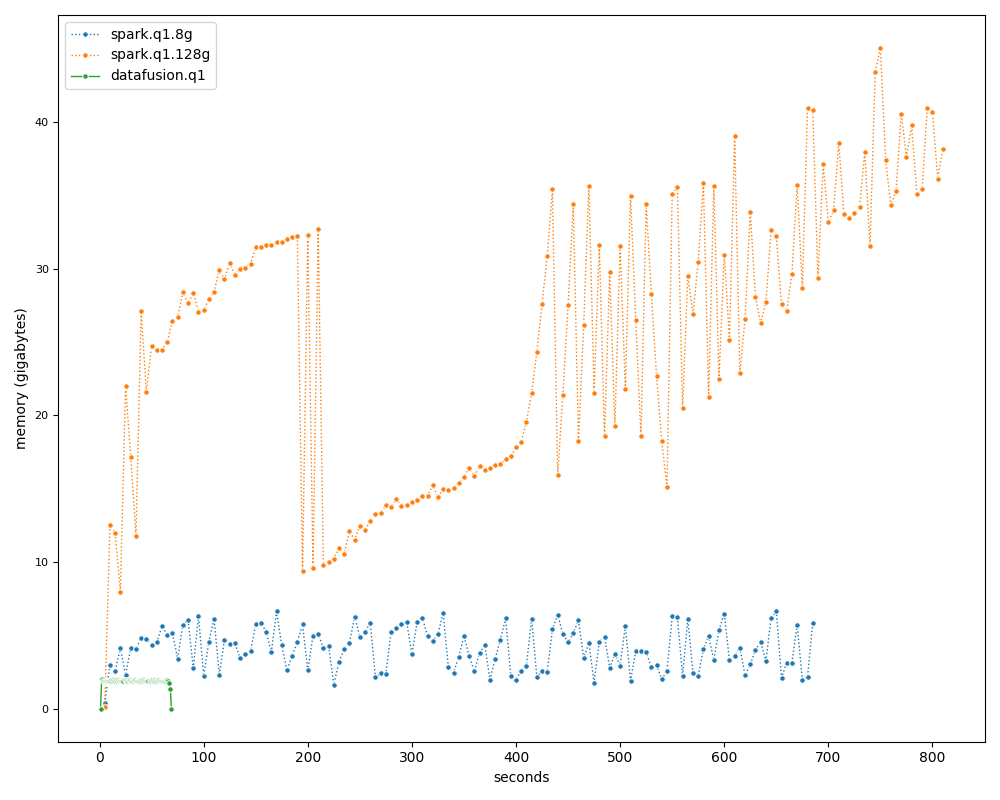 spark.q1.8g
spark.q1.128g
datafusion.q1
memory (gigabytes)
40
30
20
10
0
0 100 200 300 400 500 600 700 800
seconds